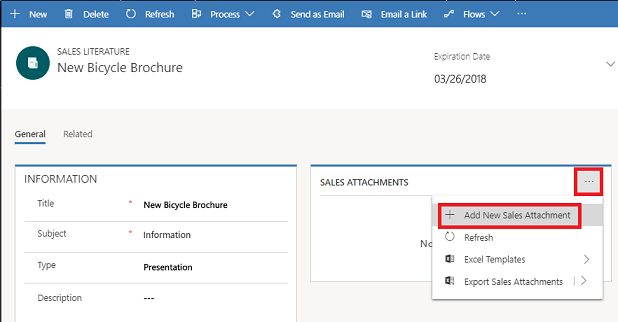 New Delete Refresh Process Send as Email Email a Link Flows ...
SALES LITERATURE
New Bicycle Brochure
Expiration Date
03/26/2018
General Related
INFORMATION
Title * New Bicycle Brochure
Subject * Information
Type Presentation
Description ---
SALES ATTACHMENTS ...
Add New Sales Attachment
Refresh
No
Excel Templates
Export Sales Attachments